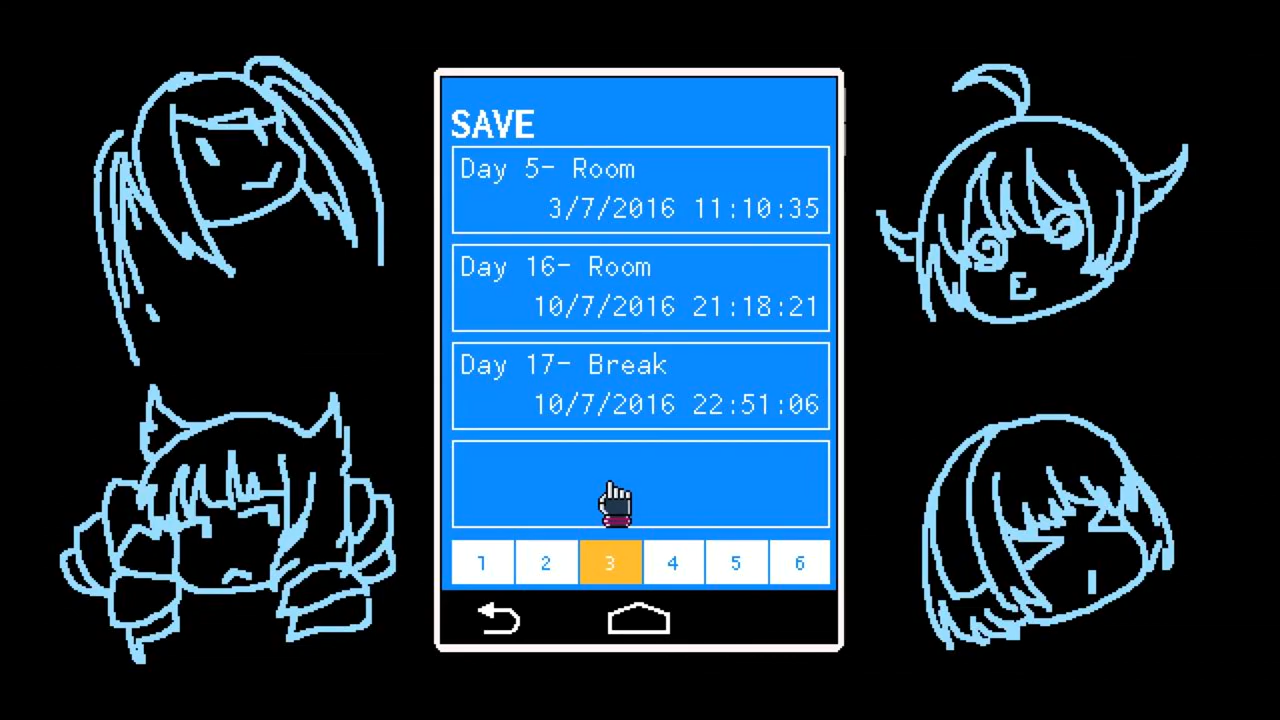 SAVE
Day 5- Room
3/7/2016 11:10:35
Day 16- Room
10/7/2016 21:18:21
Day 17- Break
10/7/2016 22:51:06
1 2 3 4 5 6